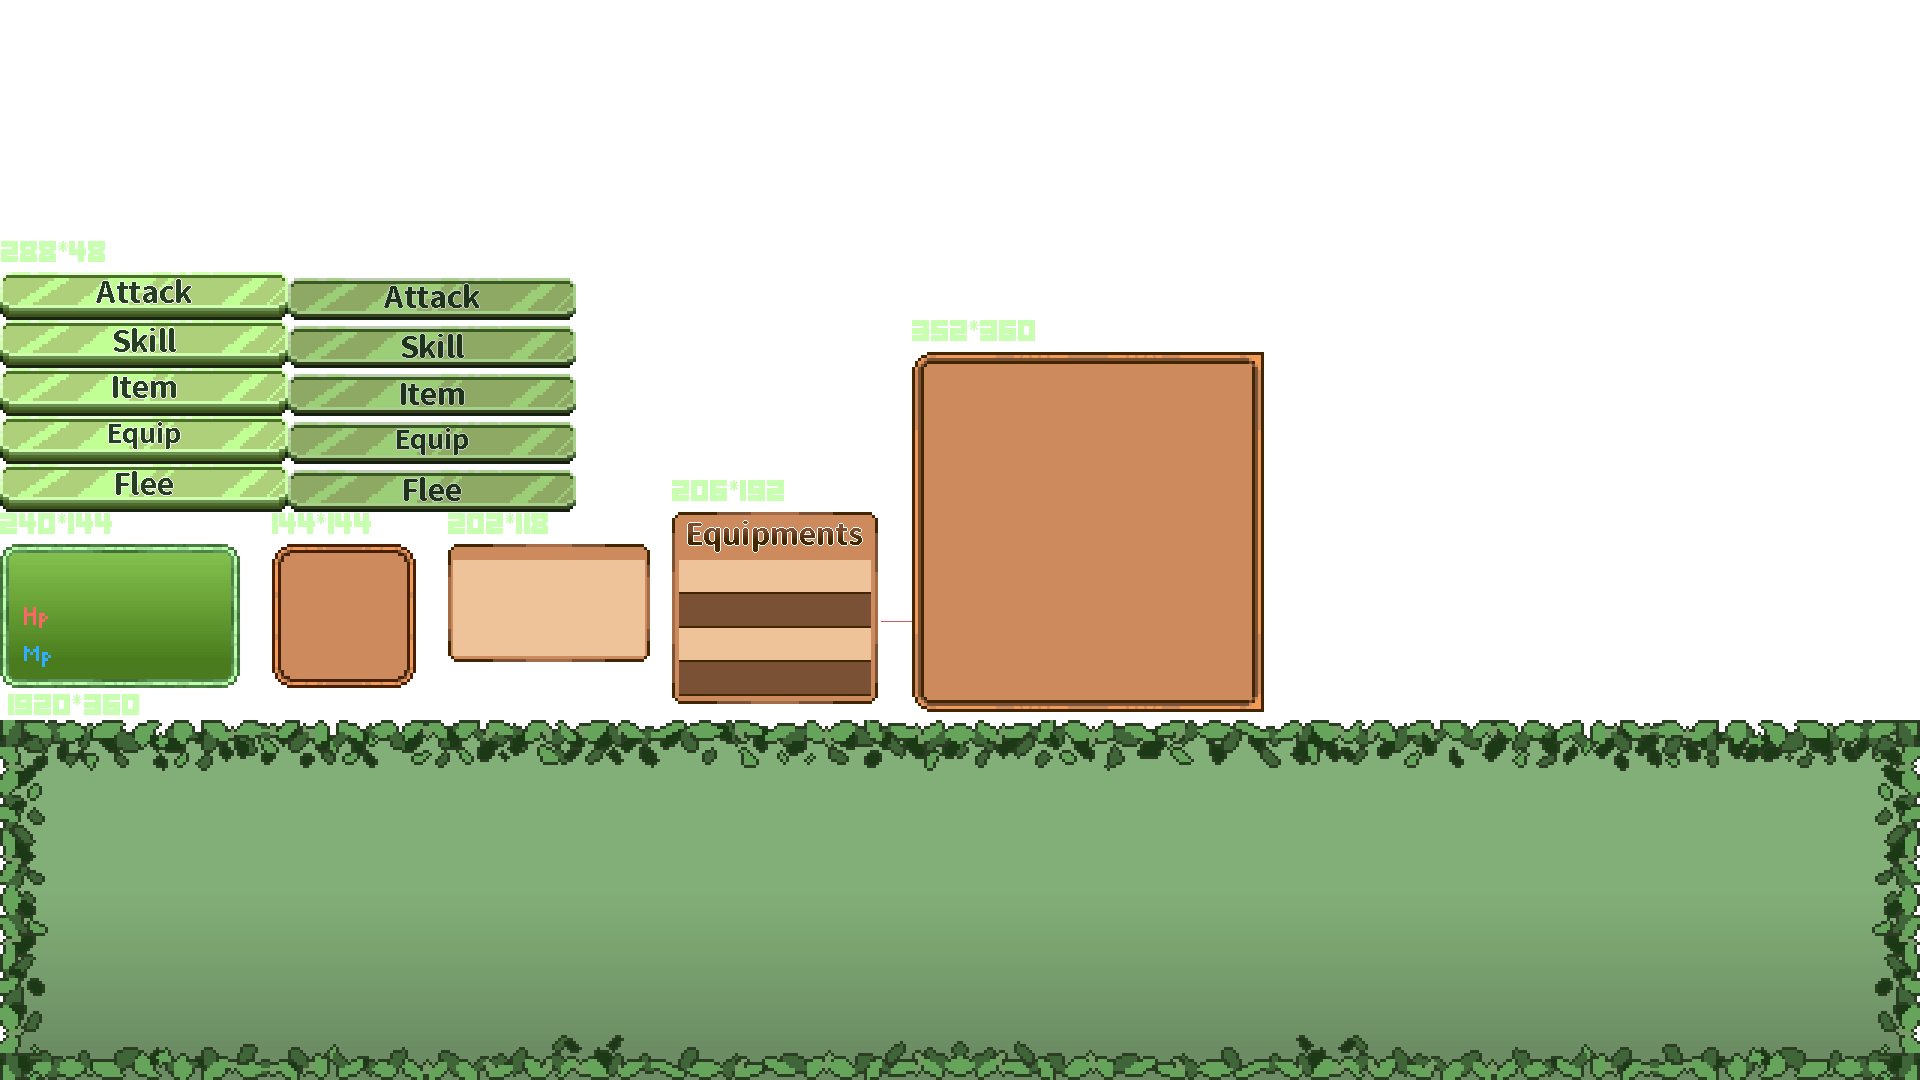 288*48
Attack Attack
Skill Skill
Item Item
Equip Equip
Flee Flee
352*360
206*192
240*144 144*144 202*118
Equipments
Hp
Mp
1920*360